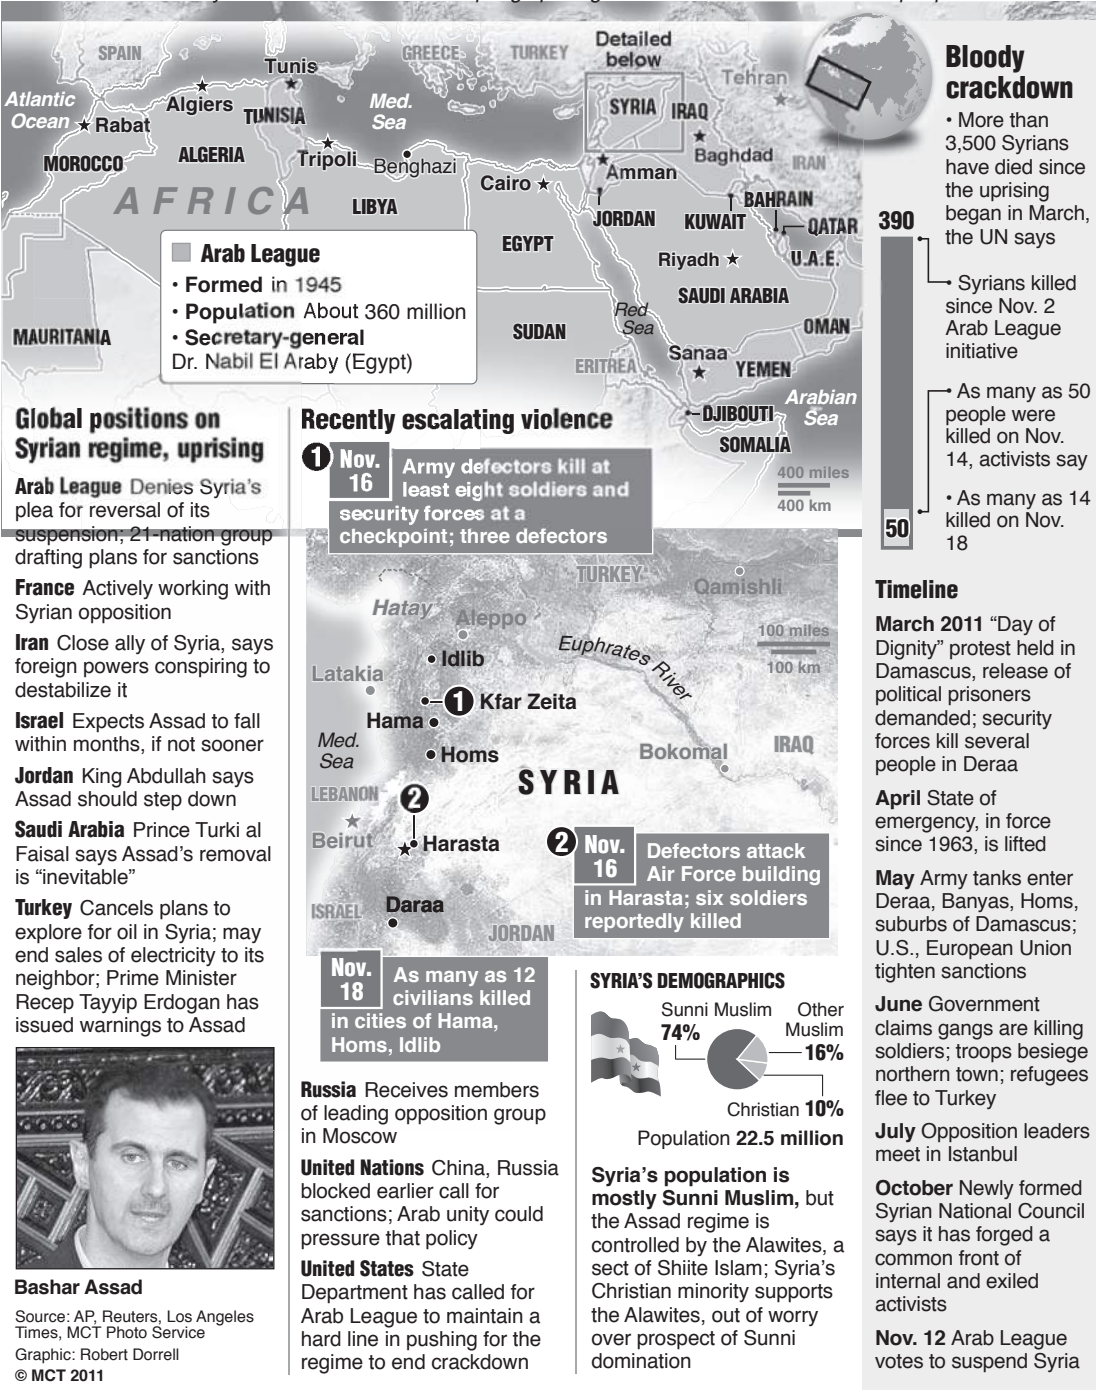 SPAIN
GREECE
TURKEY
Detailed
below
Tehran
Tunis
Atlantic
Ocean
Algiers
Rabat
TUNISIA
Med.
Sea
SYRIA
IRAQ
MOROCCO
ALGERIA
Tripoli
Benghazi
Baghdad
IRAN
Amman
Cairo
AFRICA
LIBYA
JORDAN
KUWAIT
BAHRAIN
QATAR
EGYPT
Riyadh
U.A.E.
SAUDI ARABIA
MAURITANIA
SUDAN
Red
Sea
OMAN
ERITREA
Sanaa
YEMEN
Arabian
Sea
DJIBOUTI
SOMALIA
400 miles
400 km
Arab League
• Formed in 1945
• Population About 360 million
• Secretary-general
Dr. Nabil El Araby (Egypt)
Bloody
crackdown
• More than
3,500 Syrians
have died since
the uprising
began in March,
the UN says
390
• Syrians killed
since Nov. 2
Arab League
initiative
• As many as 50
people were
killed on Nov.
14, activists say
• As many as 14
killed on Nov.
18
50
Global positions on
Syrian regime, uprising
Arab League Denies Syria’s
plea for reversal of its
suspension; 21-nation group
drafting plans for sanctions
France Actively working with
Syrian opposition
Iran Close ally of Syria, says
foreign powers conspiring to
destabilize it
Israel Expects Assad to fall
within months, if not sooner
Jordan King Abdullah says
Assad should step down
Saudi Arabia Prince Turki al
Faisal says Assad’s removal
is “inevitable”
Turkey Cancels plans to
explore for oil in Syria; may
end sales of electricity to its
neighbor; Prime Minister
Recep Tayyip Erdogan has
issued warnings to Assad
Bashar Assad
Source: AP, Reuters, Los Angeles
Times, MCT Photo Service
Graphic: Robert Dorrell
© MCT 2011
Recently escalating violence
1 Nov.
16
Army defectors kill at
least eight soldiers and
security forces at a
checkpoint; three defectors
TURKEY
Qamishli
Hatay
Aleppo
100 miles
100 km
Euphrates River
Idlib
Latakia
1 Kfar Zeita
Hama
Med.
Sea
Homs
Bokomal
IRAQ
SYRIA
LEBANON
2
Beirut
Harasta
2 Nov.
16
Defectors attack
Air Force building
in Harasta; six soldiers
reportedly killed
Daraa
ISRAEL
JORDAN
Nov.
18
As many as 12
civilians killed
in cities of Hama,
Homs, Idlib
Russia Receives members
of leading opposition group
in Moscow
United Nations China, Russia
blocked earlier call for
sanctions; Arab unity could
pressure that policy
United States State
Department has called for
Arab League to maintain a
hard line in pushing for the
regime to end crackdown
SYRIA’S DEMOGRAPHICS
Sunni Muslim
74%
Other
Muslim
16%
Christian 10%
Population 22.5 million
Syria’s population is
mostly Sunni Muslim, but
the Assad regime is
controlled by the Alawites, a
sect of Shiite Islam; Syria’s
Christian minority supports
the Alawites, out of worry
over prospect of Sunni
domination
Timeline
March 2011 “Day of
Dignity” protest held in
Damascus, release of
political prisoners
demanded; security
forces kill several
people in Deraa
April State of
emergency, in force
since 1963, is lifted
May Army tanks enter
Deraa, Banyas, Homs,
suburbs of Damascus;
U.S., European Union
tighten sanctions
June Government
claims gangs are killing
soldiers; troops besiege
northern town; refugees
flee to Turkey
July Opposition leaders
meet in Istanbul
October Newly formed
Syrian National Council
says it has forged a
common front of
internal and exiled
activists
Nov. 12 Arab League
votes to suspend Syria